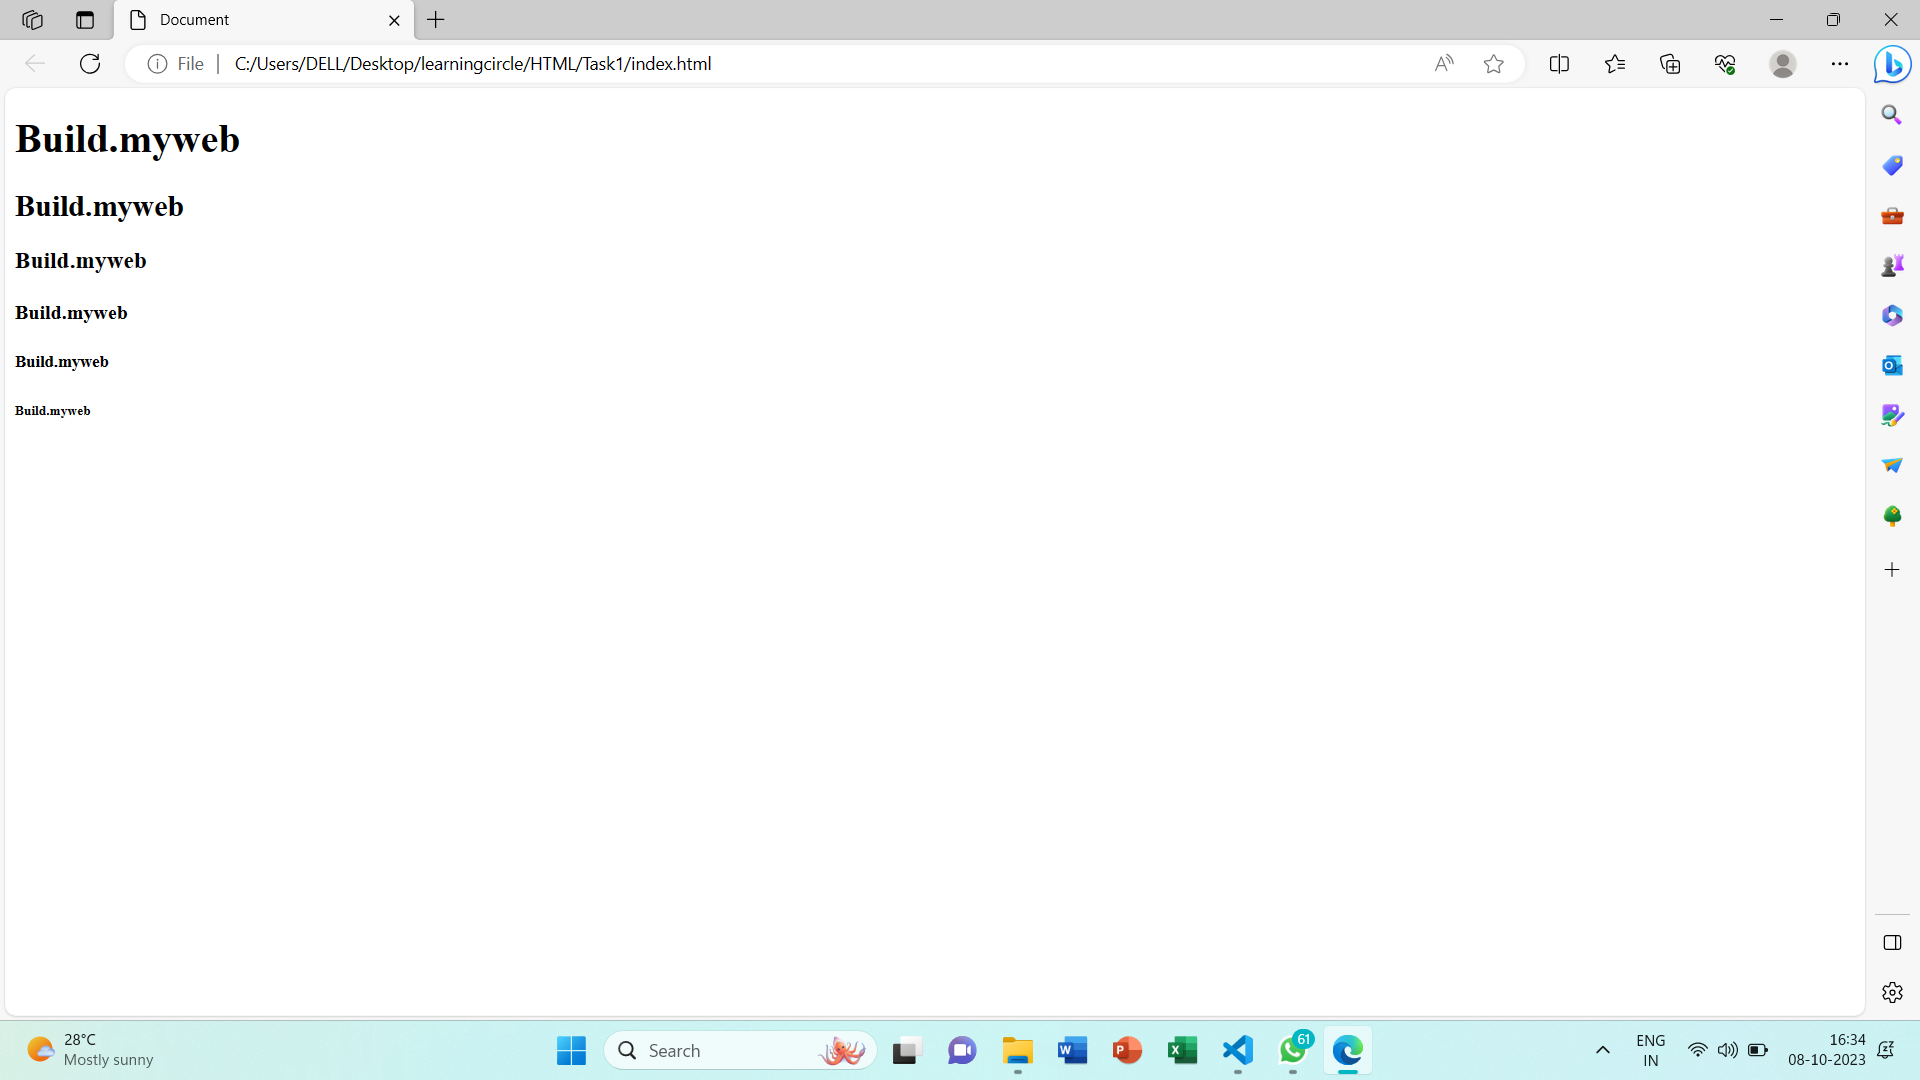 Document
File
C:/Users/DELL/Desktop/learningcircle/HTML/Task1/index.html
Build.myweb
Build.myweb
Build.myweb
Build.myweb
Build.myweb
Build.myweb
28°C
Mostly sunny
Search
61
ENG
IN
16:34
08-10-2023